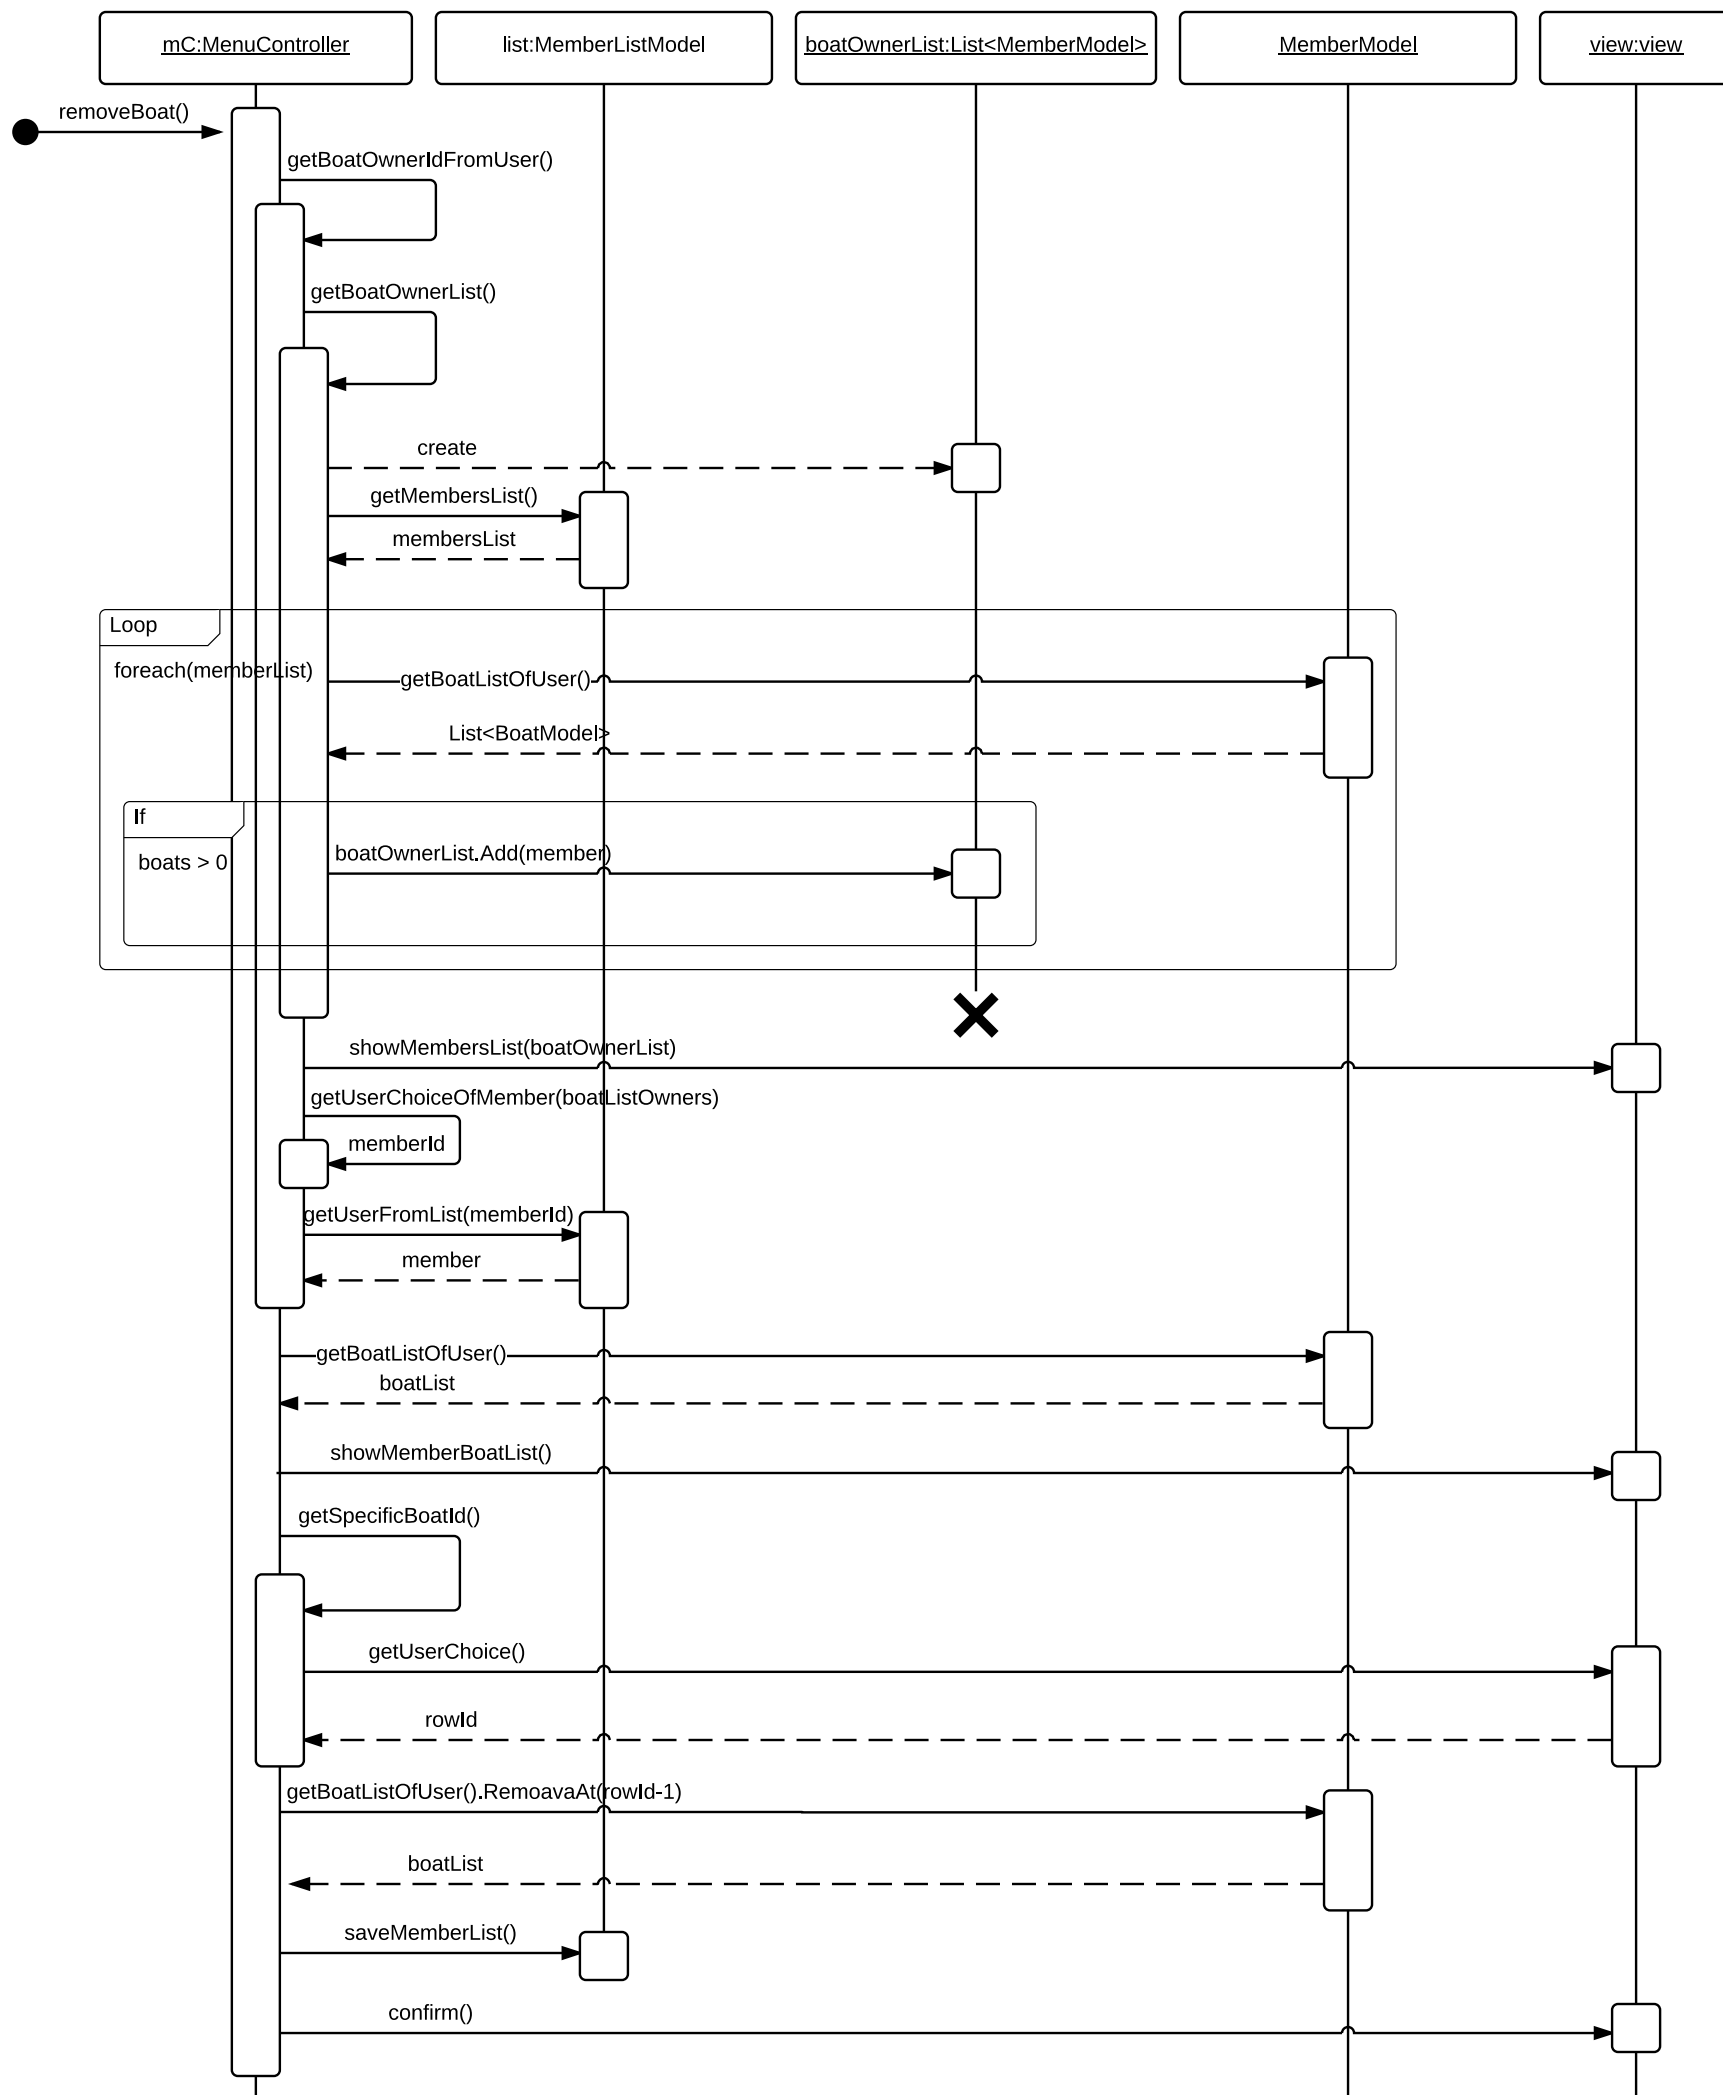 mC:MenuController
list:MemberListModel
boatOwnerList:List<MemberModel>
MemberModel
view:view
removeBoat()
getBoatOwnerIdFromUser()
getBoatOwnerList()
create
getMembersList()
membersList
Loop
foreach(memberList)
getBoatListOfUser()
List<BoatModel>
If
boats > 0
boatOwnerList.Add(member)
showMembersList(boatOwnerList)
getUserChoiceOfMember(boatListOwners)
memberId
getUserFromList(memberId)
member
getBoatListOfUser()
boatList
showMemberBoatList()
getSpecificBoatId()
getUserChoice()
rowId
getBoatListOfUser().RemoavaAt(rowId-1)
boatList
saveMemberList()
confirm()